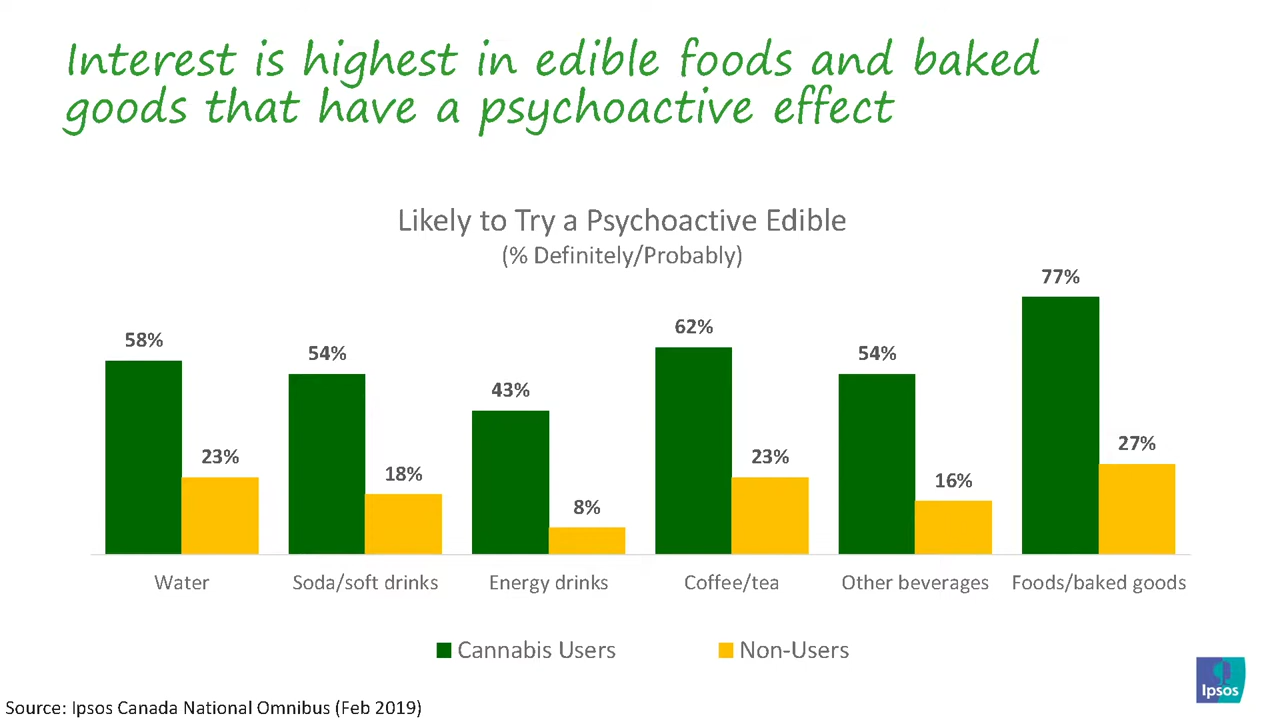 Interest is highest in edible foods and baked
goods that have a psychoactive effect
Likely to Try a Psychoactive Edible
(% Definitely/Probably)
58%
23%
54%
18%
43%
8%
62%
23%
54%
16%
77%
27%
Water
Soda/soft drinks
Energy drinks
Coffee/tea
Other beverages
Foods/baked goods
Cannabis Users
Non-Users
Ipsos
Source: Ipsos Canada National Omnibus (Feb 2019)